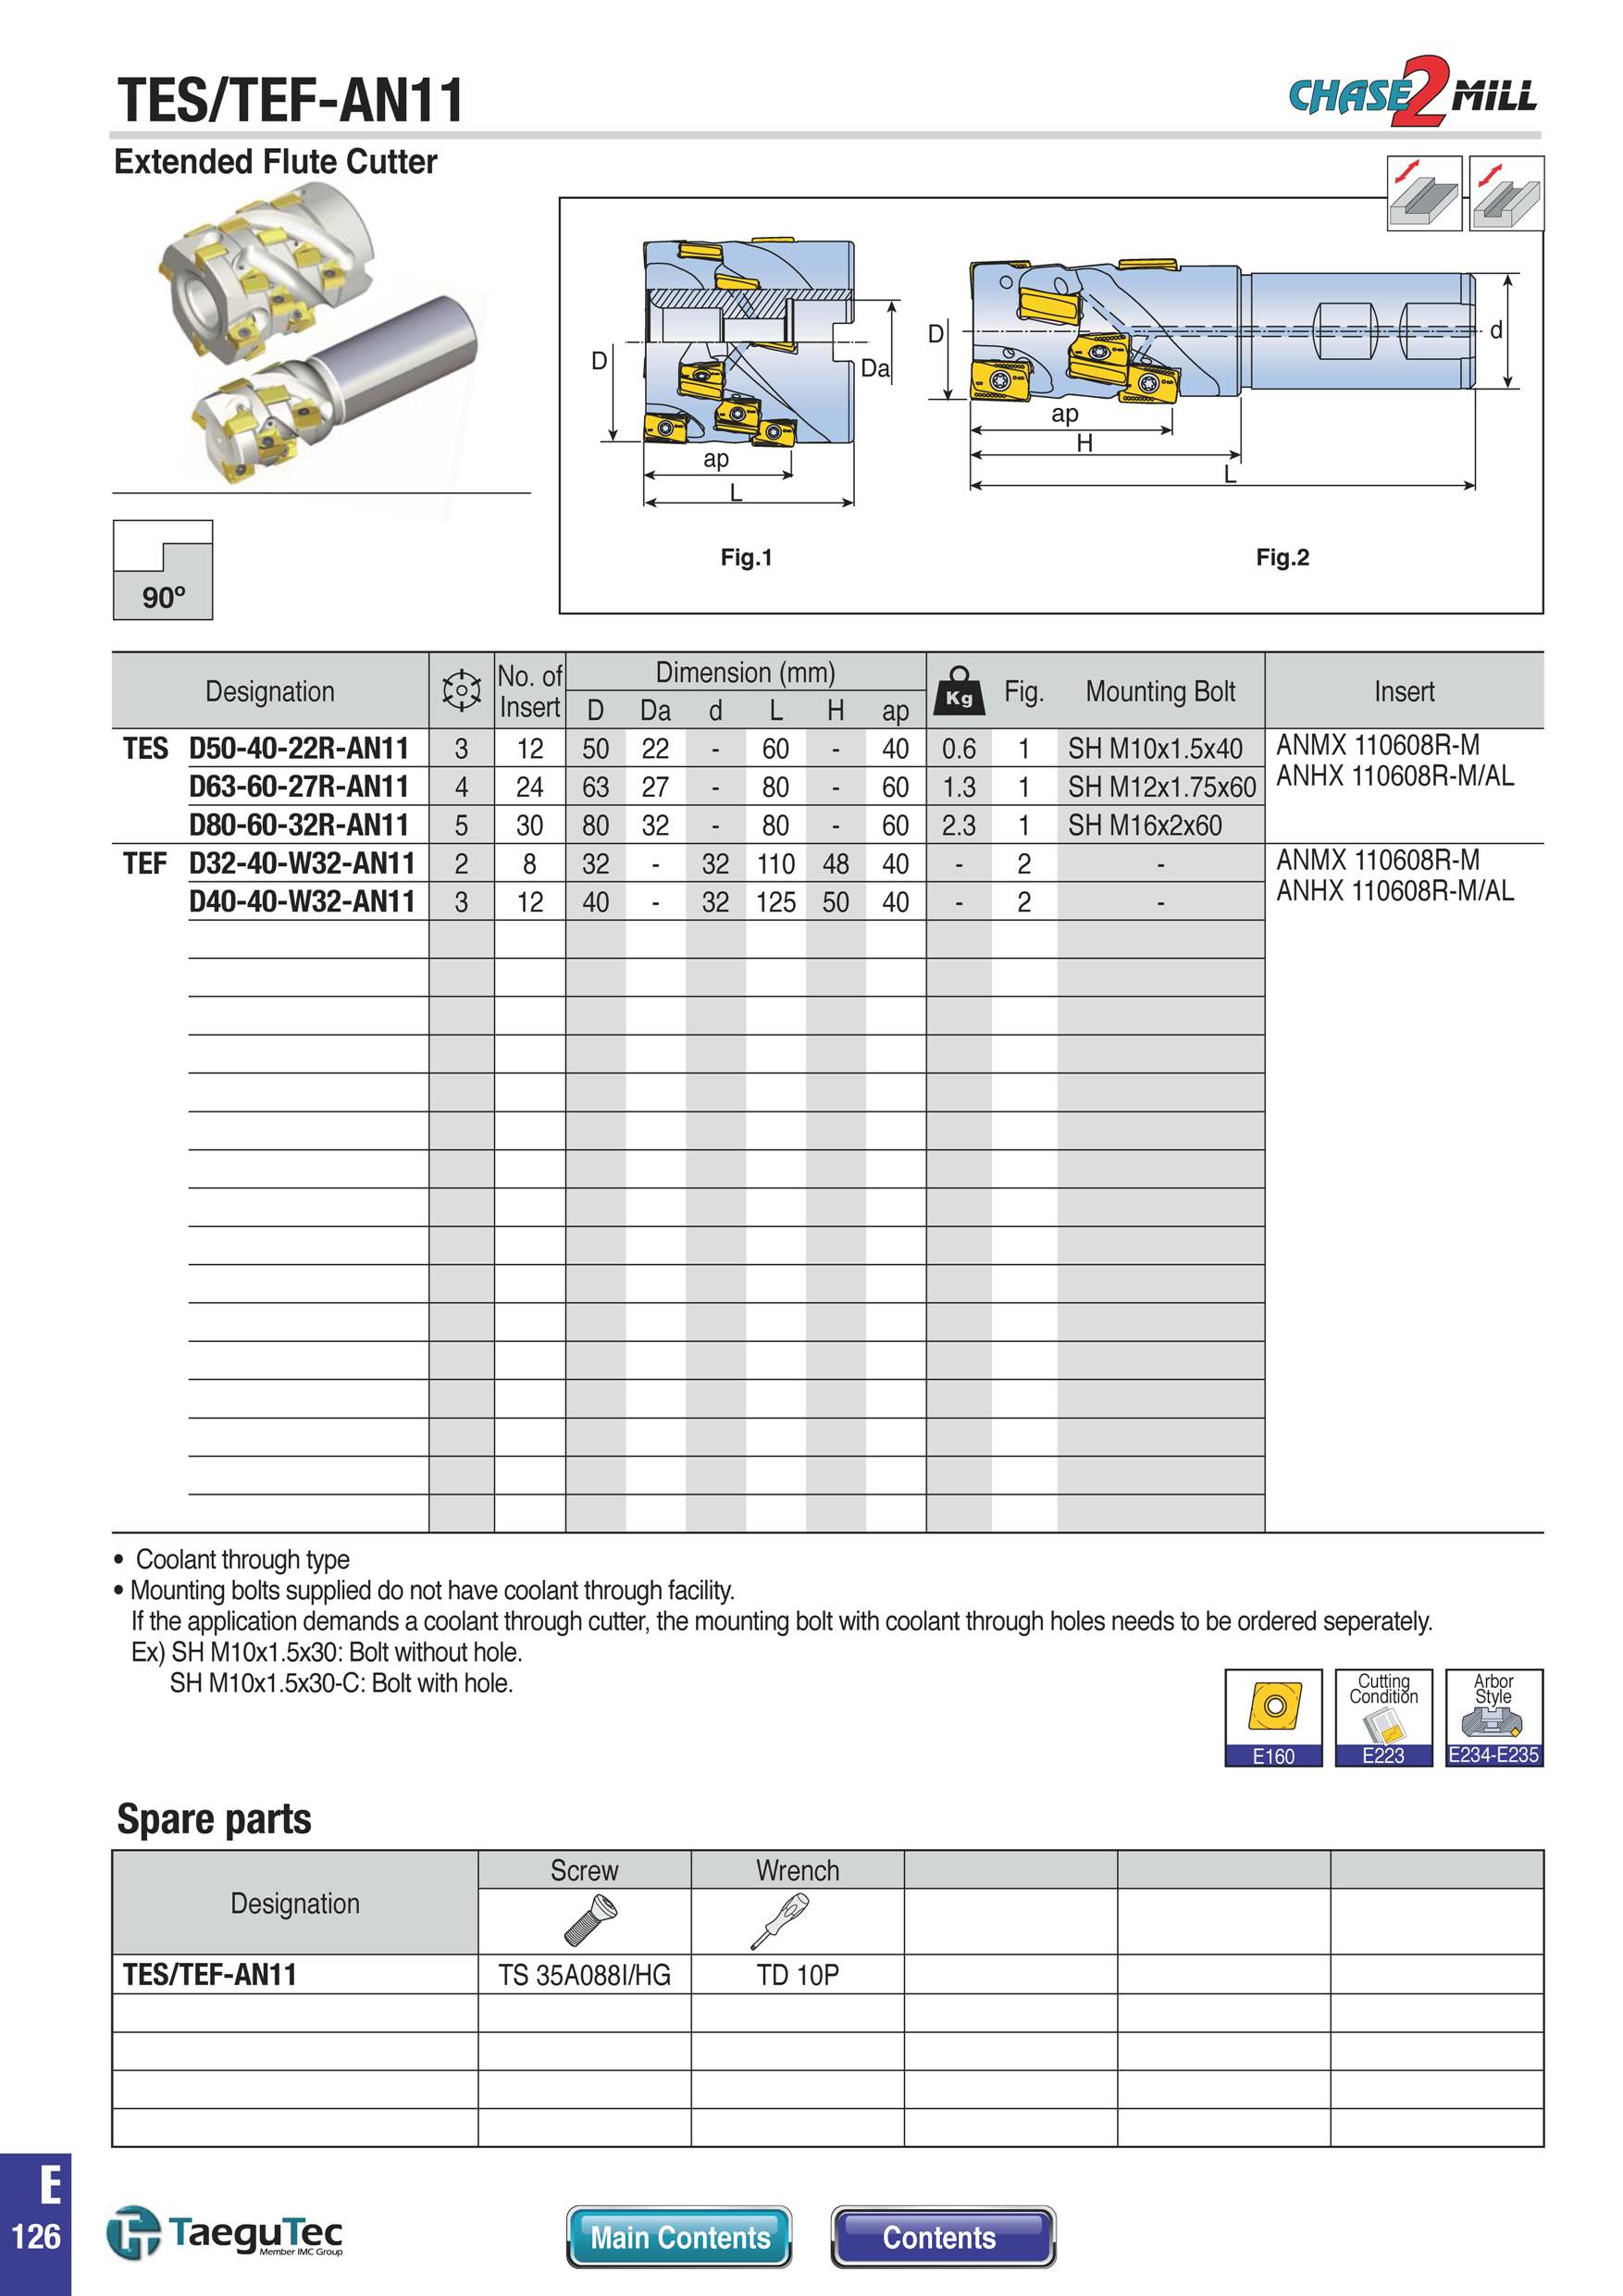 TES/TEF-AN11
CHASE2MILL
Extended Flute Cutter
D
Da
ap
L
D
d
ap
H
L
Fig.1
Fig.2
90º
Designation No. of Insert Dimension (mm) Kg Fig. Mounting Bolt Insert
D Da d L H ap
TES D50-40-22R-AN11 3 12 50 22 - 60 - 40 0.6 1 SH M10x1.5x40 ANMX 110608R-M
D63-60-27R-AN11 4 24 63 27 - 80 - 60 1.3 1 SH M12x1.75x60 ANHX 110608R-M/AL
D80-60-32R-AN11 5 30 80 32 - 80 - 60 2.3 1 SH M16x2x60
TEF D32-40-W32-AN11 2 8 32 - 32 110 48 40 - 2 - ANMX 110608R-M
D40-40-W32-AN11 3 12 40 - 32 125 50 40 - 2 - ANHX 110608R-M/AL
• Coolant through type
• Mounting bolts supplied do not have coolant through facility.
If the application demands a coolant through cutter, the mounting bolt with coolant through holes needs to be ordered seperately.
Ex) SH M10x1.5x30: Bolt without hole.
SH M10x1.5x30-C: Bolt with hole.
E160
Cutting Condition
E223
Arbor Style
E234-E235
Spare parts
Designation Screw Wrench
TES/TEF-AN11 TS 35A088I/HG TD 10P
E
126
TaeguTec
Member IMC Group
Main Contents
Contents